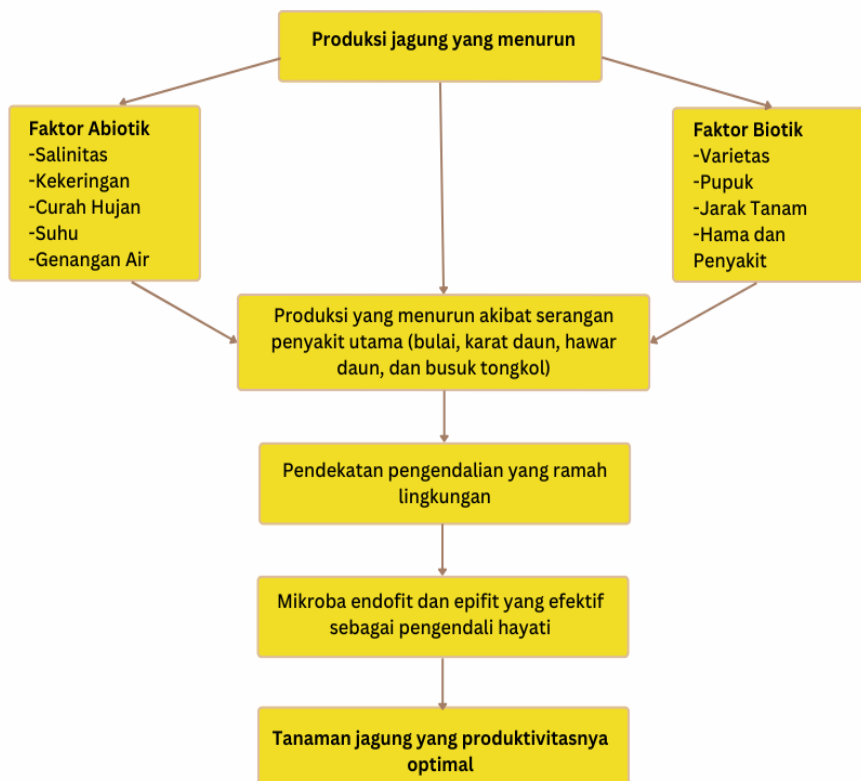 Produksi jagung yang menurun
Faktor Abiotik
-Salinitas
-Kekeringan
-Curah Hujan
-Suhu
-Genangan Air
Faktor Biotik
-Varietas
-Pupuk
-Jarak Tanam
-Hama dan
Penyakit
Produksi yang menurun akibat serangan
penyakit utama (bulai, karat daun, hawar
daun, dan busuk tongkol)
Pendekatan pengendalian yang ramah
lingkungan
Mikroba endofit dan epifit yang efektif
sebagai pengendali hayati
Tanaman jagung yang produktivitasnya
optimal